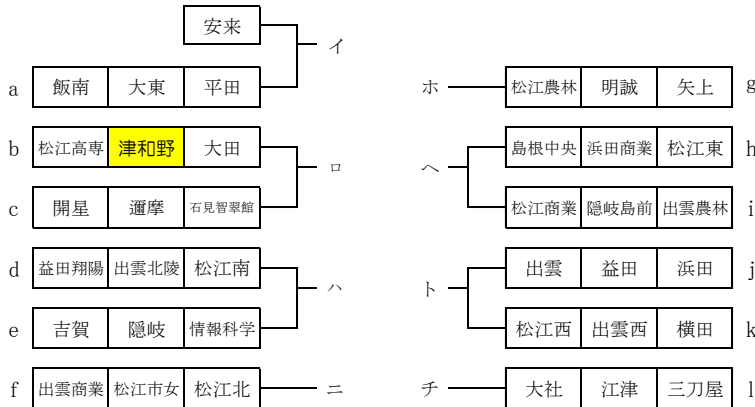 安来
イ
a 飯南 大東 平田
b 松江高専 津和野 大田
ロ
c 開星 邇摩 石見智翠館
d 益田翔陽 出雲北陵 松江南
ハ
e 吉賀 隠岐 情報科学
f 出雲商業 松江市女 松江北 ニ
ホ 松江農林 明誠 矢上 g
島根中央 浜田商業 松江東 h
ヘ
松江商業 隠岐島前 出雲農林 i
出雲 益田 浜田 j
ト
松江西 出雲西 横田 k
チ 大社 江津 三刀屋 l